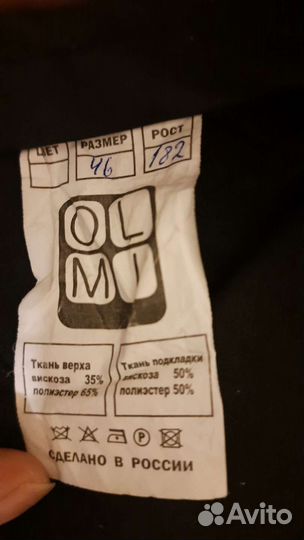 ЦВЕТ РАЗМЕР РОСТ
46 182
OL
MI
Ткань верха
вискоза 35%
полиэстер 65%
Ткань подкладки
вискоза 50%
полиэстер 50%
P
СДЕЛАНО В РОССИИ
Avito